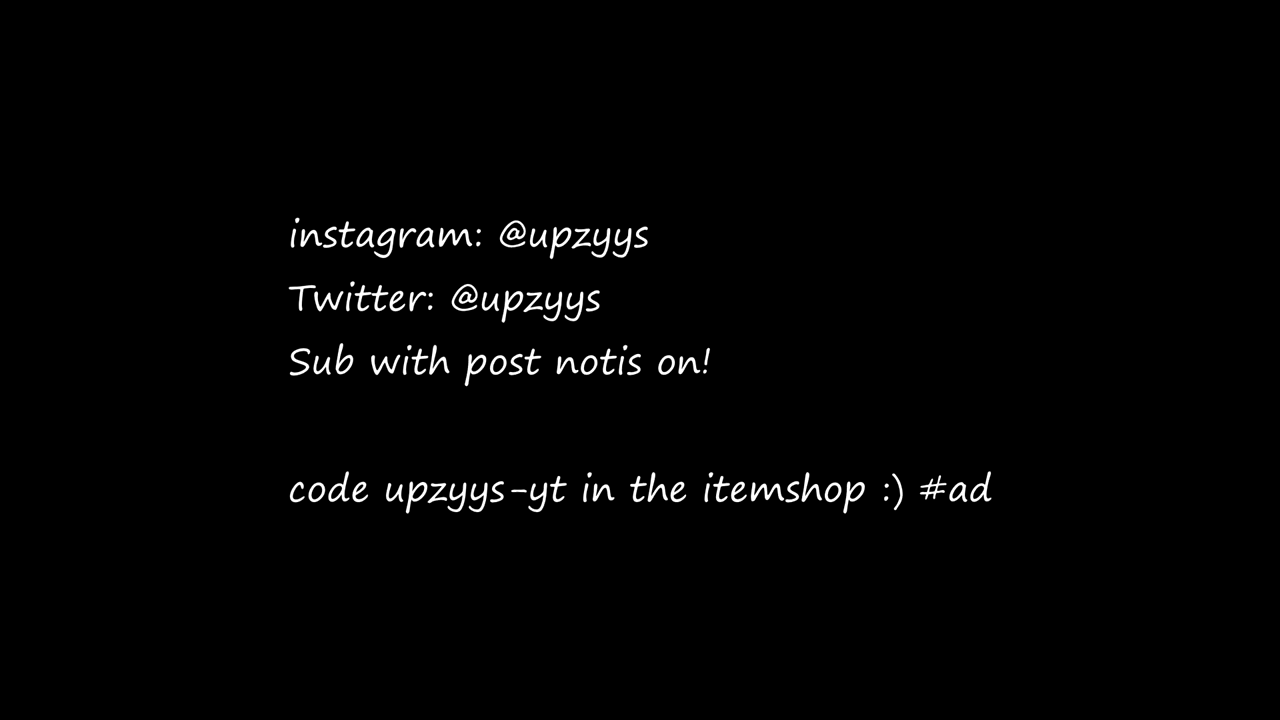 instagram: @upzyys
Twitter: @upzyys
Sub with post notis on!
code upzyys-yt in the itemshop :) #ad